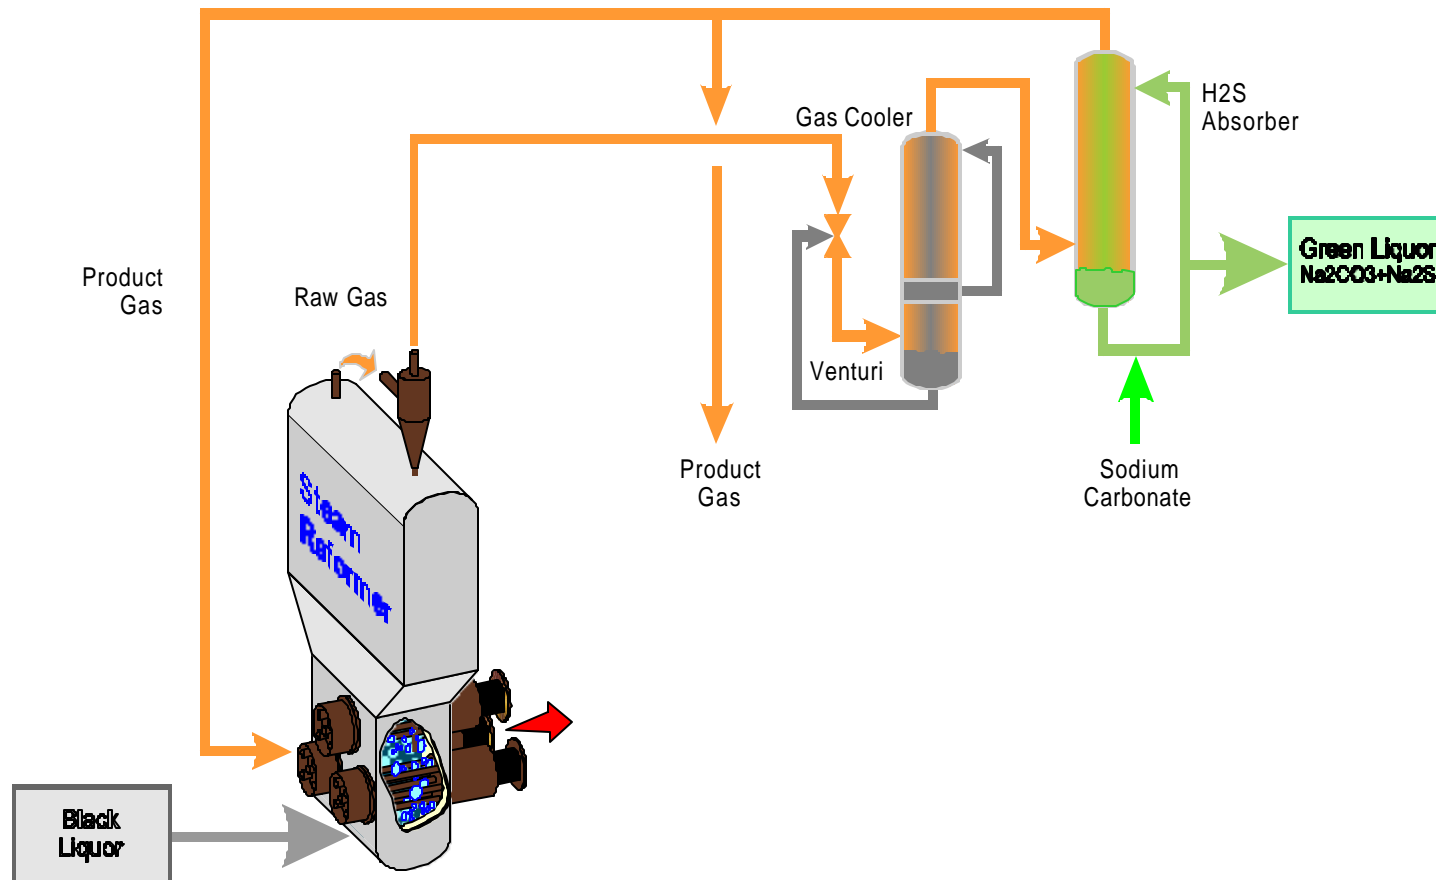 H2S
Absorber
Gas Cooler
Green Liquor
Na2CO3+Na2S
Product
Gas
Raw Gas
Venturi
Product
Gas
Sodium
Carbonate
Steam
Reformer
Black
Liquor